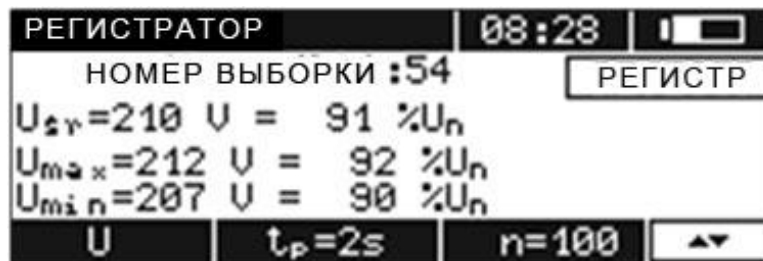 РЕГИСТРАТОР 08:28
НОМЕР ВЫБОРКИ :54 РЕГИСТР
Usr=210 V = 91 %Un
Umax=212 V = 92 %Un
Umin=207 V = 90 %Un
U tp=2s n=100